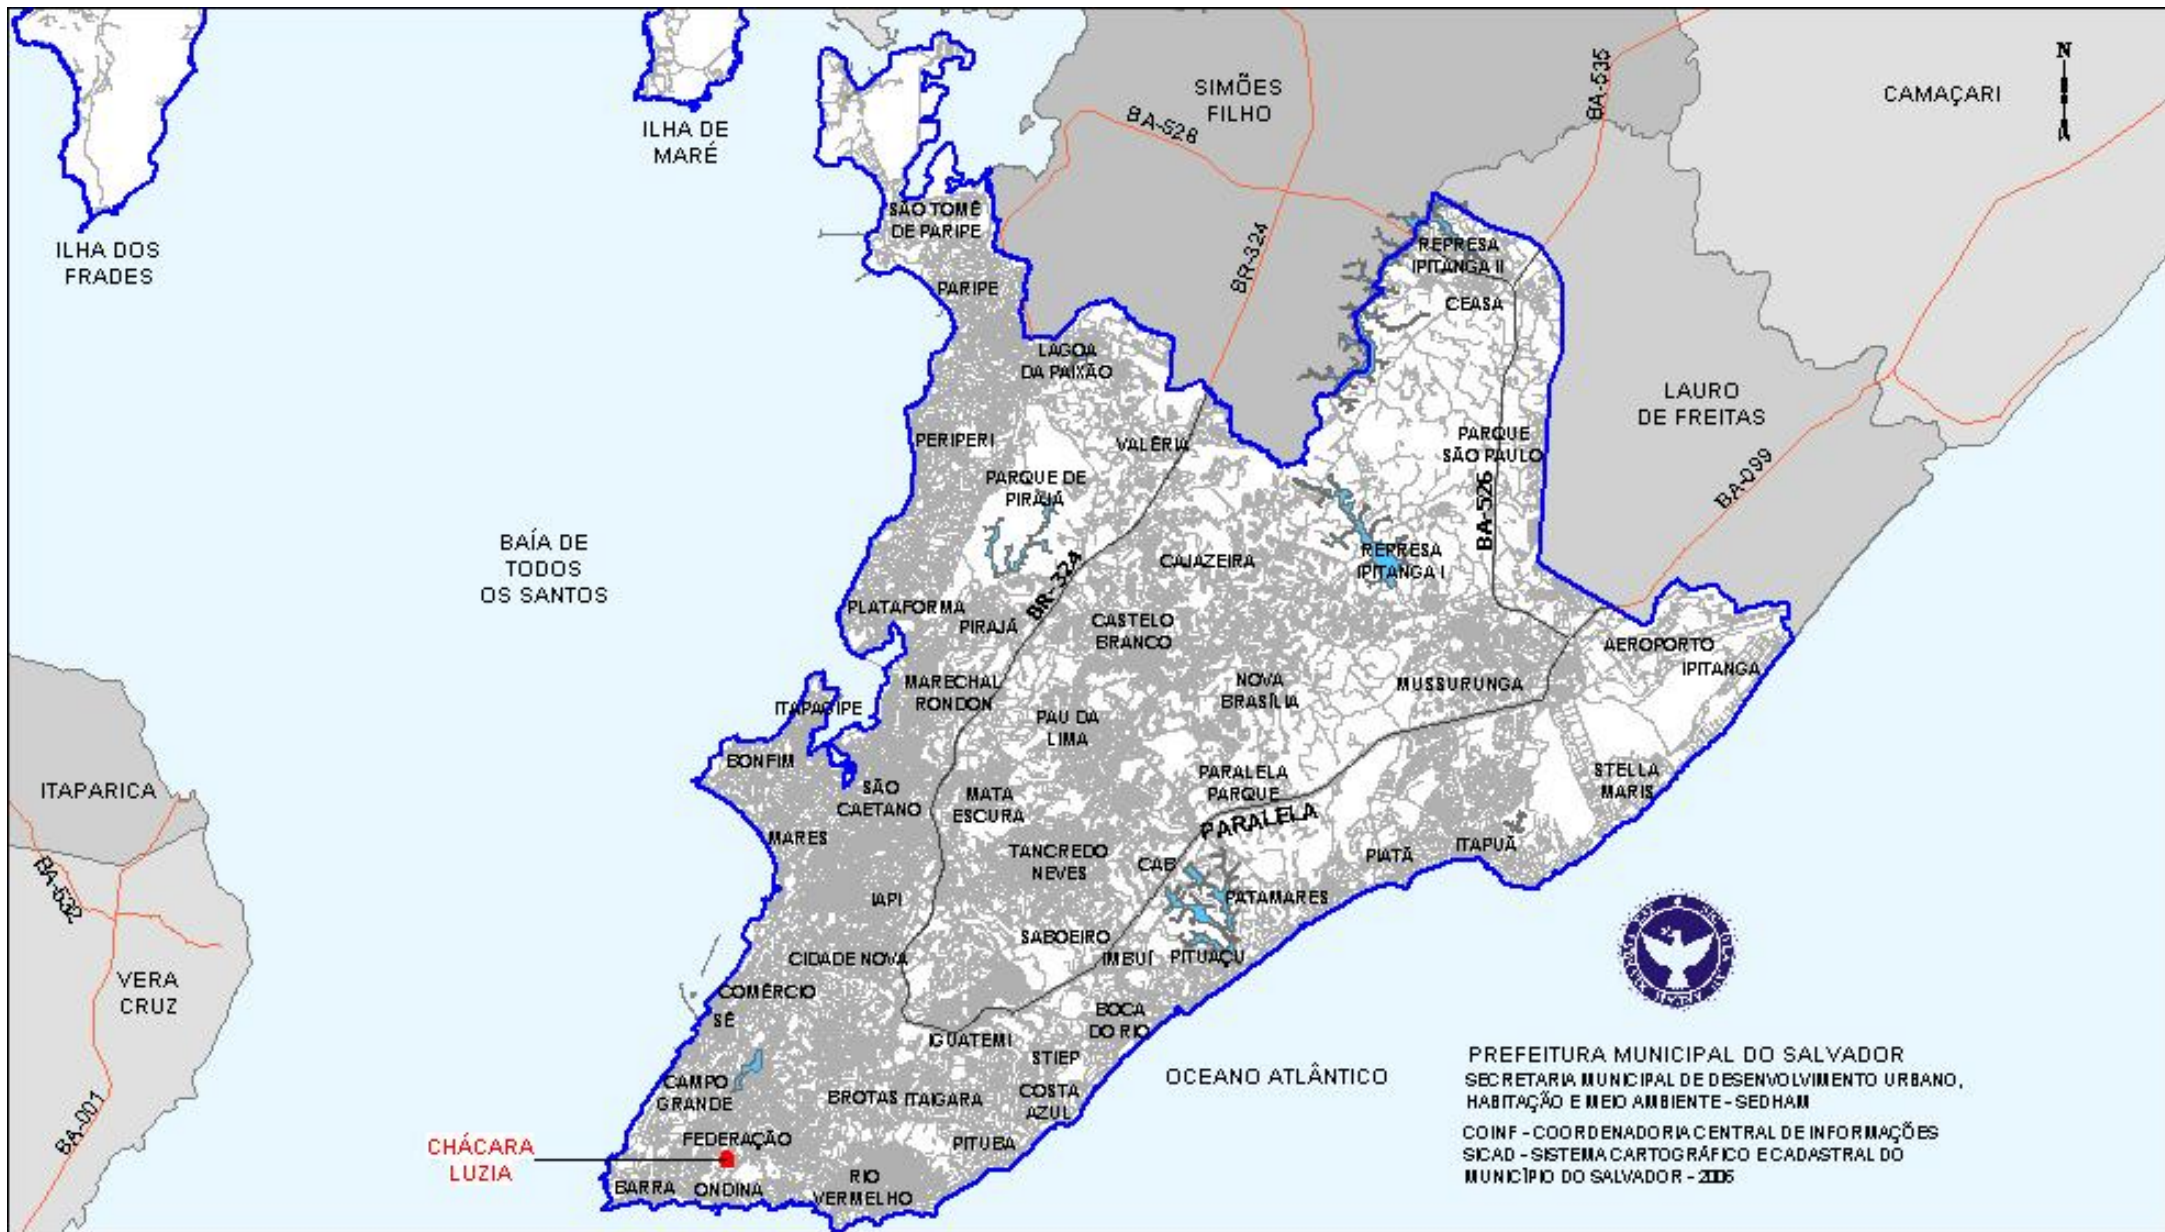 N
SIMÕES
FILHO
CAMAÇARI
BA-535
BA-528
ILHA DE
MARÉ
ILHA DOS
FRADES
SÃO TOMÉ
DE PARIPE
REPRESA
IPITANGA II
BR-324
PARIPE
CEASA
LAGOA
DA PAIXÃO
LAURO
DE FREITAS
PERIPERI
VALÉRIA
PARQUE
SÃO PAULO
PARQUE DE
PIRAJÁ
BA-099
BA-526
BAÍA DE
TODOS
OS SANTOS
CAJAZEIRA
REPRESA
IPITANGA I
BR-324
PLATAFORMA
PIRAJÁ
CASTELO
BRANCO
AEROPORTO
IPITANGA
MARECHAL
RONDON
NOVA
BRASÍLIA
MUSSURUNGA
ITAPAGIPE
PAU DA
LIMA
BONFIM
PARALELA
PARQUE
STELLA
MARIS
ITAPARICA
SÃO
CAETANO
MATA
ESCURA
PARALELA
MARES
ITAPUÃ
PIATÃ
TANCREDO
NEVES
CAB
BA-532
IAPI
PATAMARES
SABOEIRO
CIDADE NOVA
IMBUÍ
PITUAÇU
VERA
CRUZ
COMÉRCIO
SÉ
BOCA
DO RIO
IGUATEMI
STIEP
OCEANO ATLÂNTICO
CAMPO
GRANDE
BROTAS
ITAIGARA
COSTA
AZUL
BA-001
FEDERAÇÃO
PITUBA
CHÁCARA
LUZIA
BARRA
ONDINA
RIO
VERMELHO
PREFEITURA MUNICIPAL DO SALVADOR
SECRETARIA MUNICIPAL DE DESENVOLVIMENTO URBANO,
HABITAÇÃO E MEIO AMBIENTE - SEDHAM
COINF - COORDENADORIA CENTRAL DE INFORMAÇÕES
SICAD - SISTEMA CARTOGRÁFICO E CADASTRAL DO
MUNICÍPIO DO SALVADOR - 2006